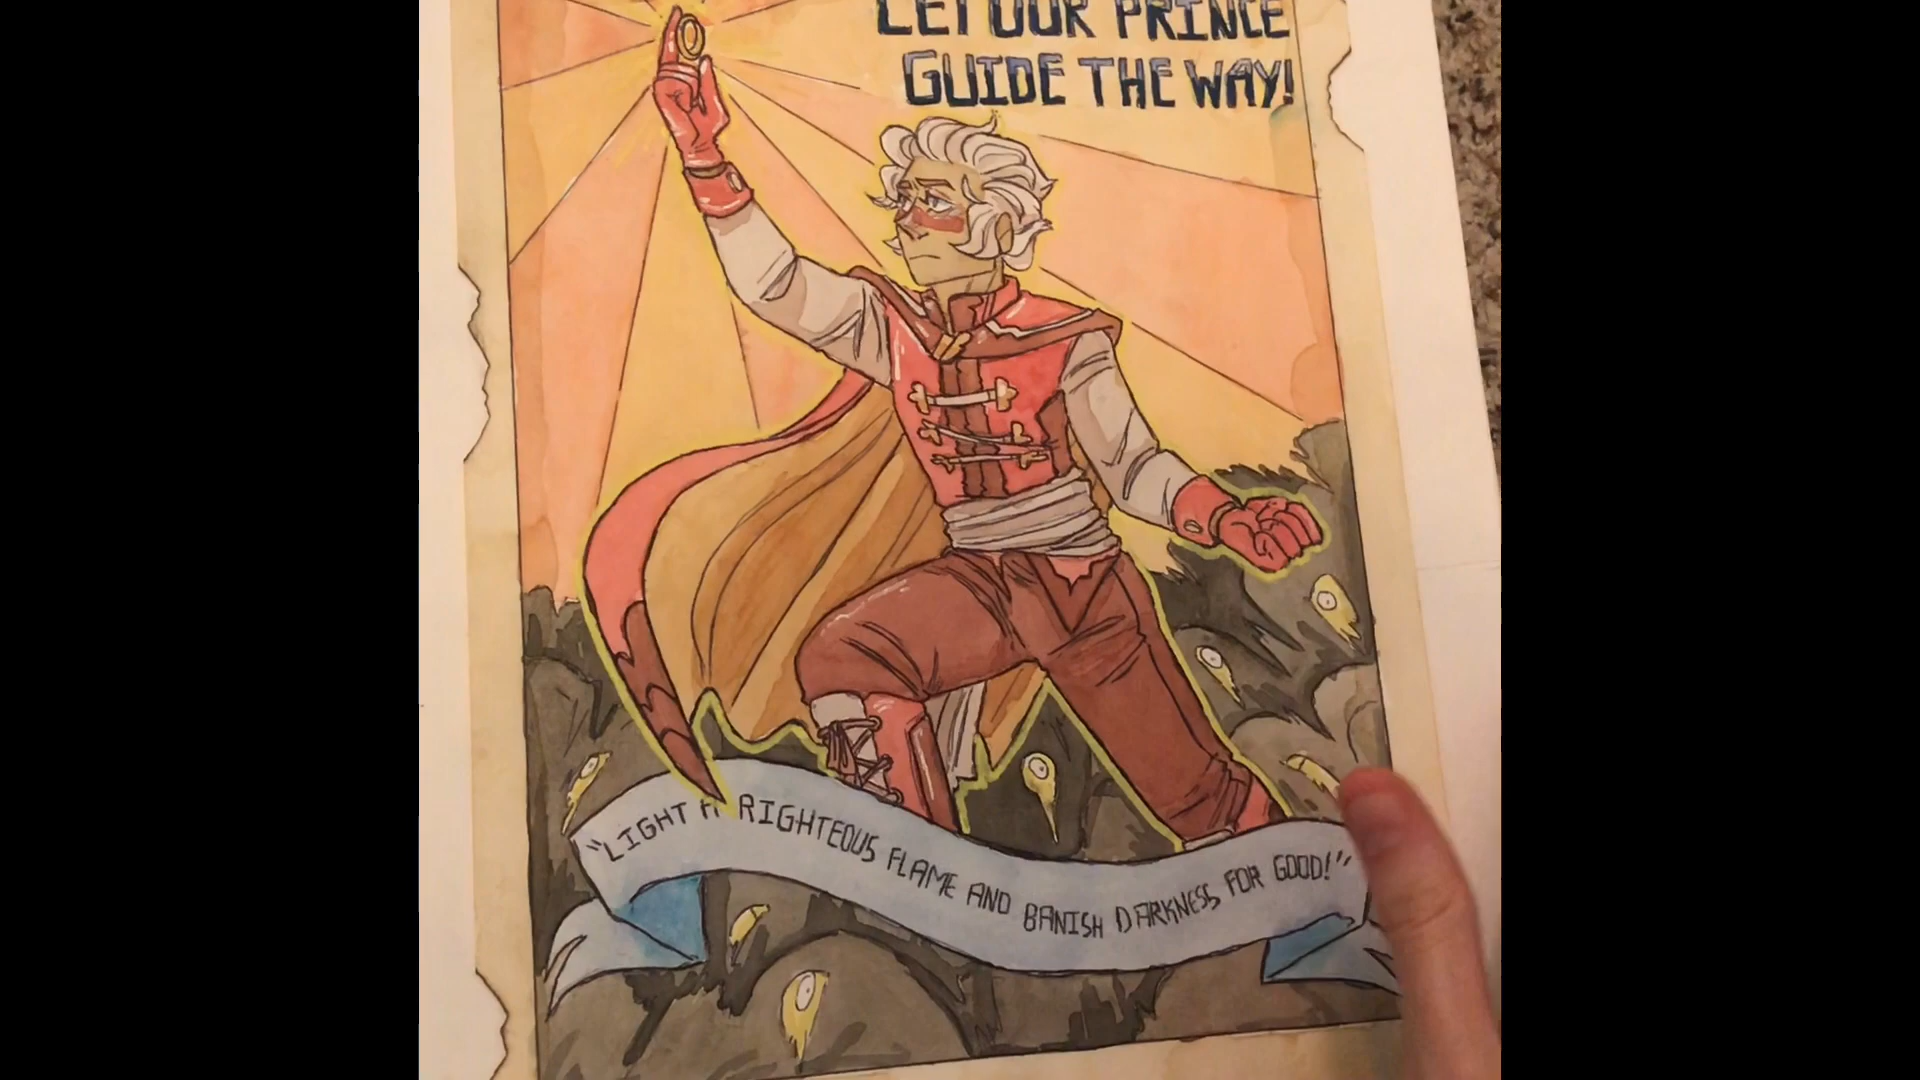 LET OUR PRINCE
GUIDE THE WAY!
"LIGHT A RIGHTEOUS FLAME AND BANISH DARKNESS FOR GOOD!"